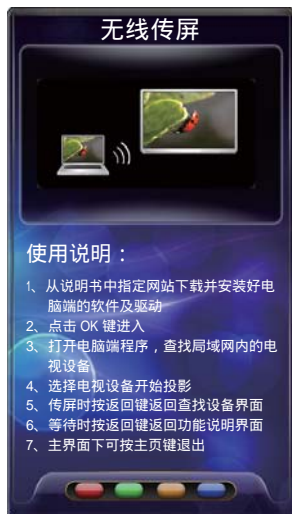 无线传屏
使用说明：
1、从说明书中指定网站下载并安装好电
脑端的软件及驱动
2、点击 OK 键进入
3、打开电脑端程序，查找局域网内的电
视设备
4、选择电视设备开始投影
5、传屏时按返回键返回查找设备界面
6、等待时按返回键返回功能说明界面
7、主界面下可按主页键退出